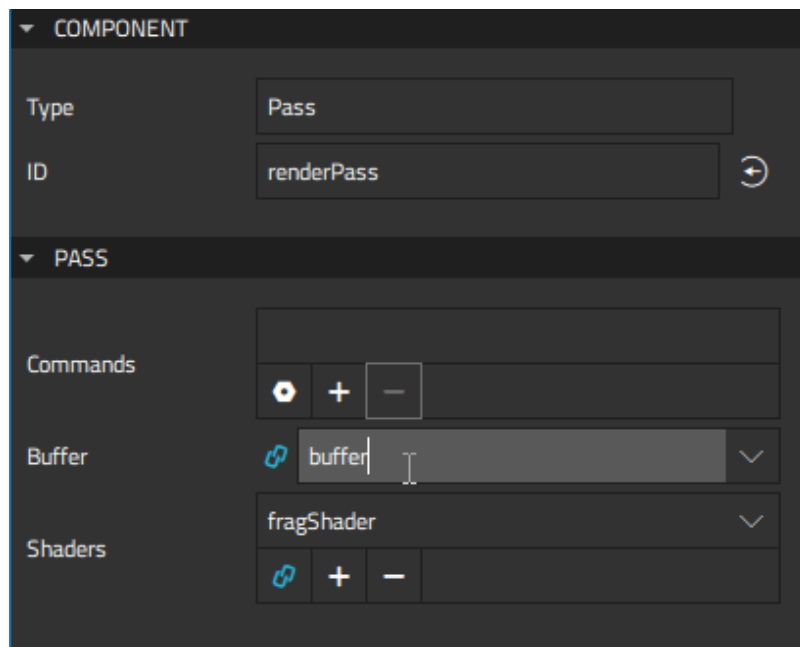 COMPONENT
Type Pass
ID renderPass
PASS
Commands
Buffer buffer
fragShader
Shaders